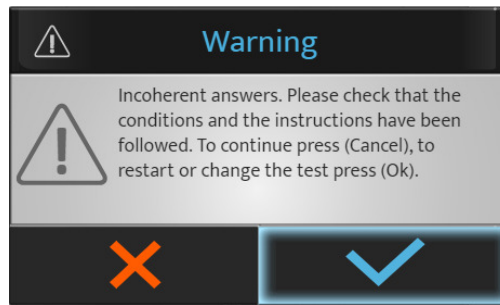 Warning
Incoherent answers. Please check that the
conditions and the instructions have been
followed. To continue press (Cancel), to
restart or change the test press (Ok).